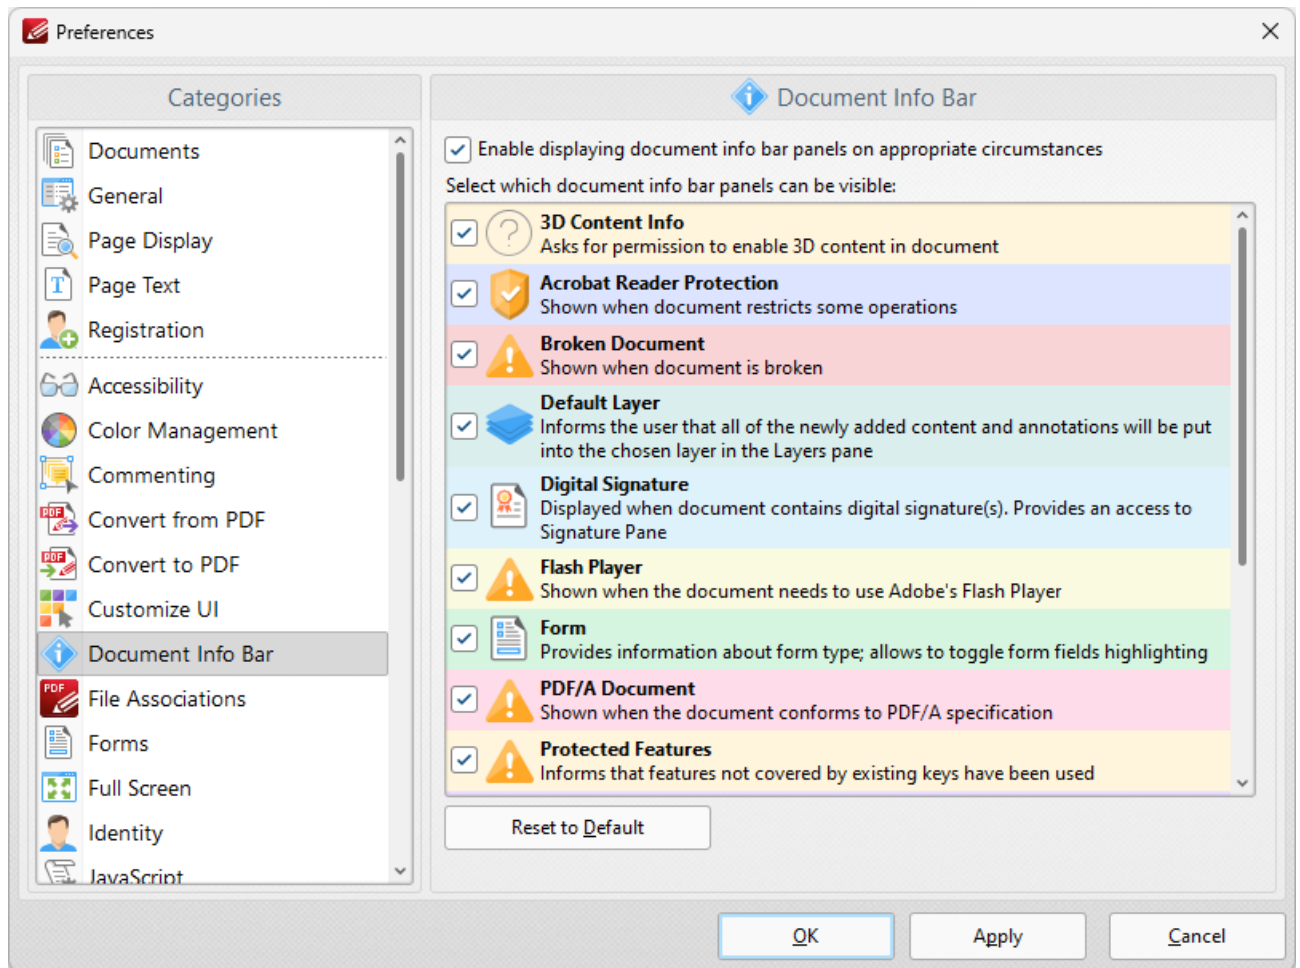 Preferences
Categories
Documents
General
Page Display
T
Page Text
Registration
Accessibility
Color Management
Commenting
PDF
Convert from PDF
PDF
Convert to PDF
Customize UI
i
Document Info Bar
PDF
File Associations
Forms
Full Screen
Identity
JavaScript
i
Document Info Bar
Enable displaying document info bar panels on appropriate circumstances
Select which document info bar panels can be visible:
?
3D Content Info
Asks for permission to enable 3D content in document
Acrobat Reader Protection
Shown when document restricts some operations
!
Broken Document
Shown when document is broken
Default Layer
Informs the user that all of the newly added content and annotations will be put
into the chosen layer in the Layers pane
Digital Signature
Displayed when document contains digital signature(s). Provides an access to
Signature Pane
!
Flash Player
Shown when the document needs to use Adobe's Flash Player
Form
Provides information about form type; allows to toggle form fields highlighting
!
PDF/A Document
Shown when the document conforms to PDF/A specification
!
Protected Features
Informs that features not covered by existing keys have been used
Reset to Default
OK
Apply
Cancel